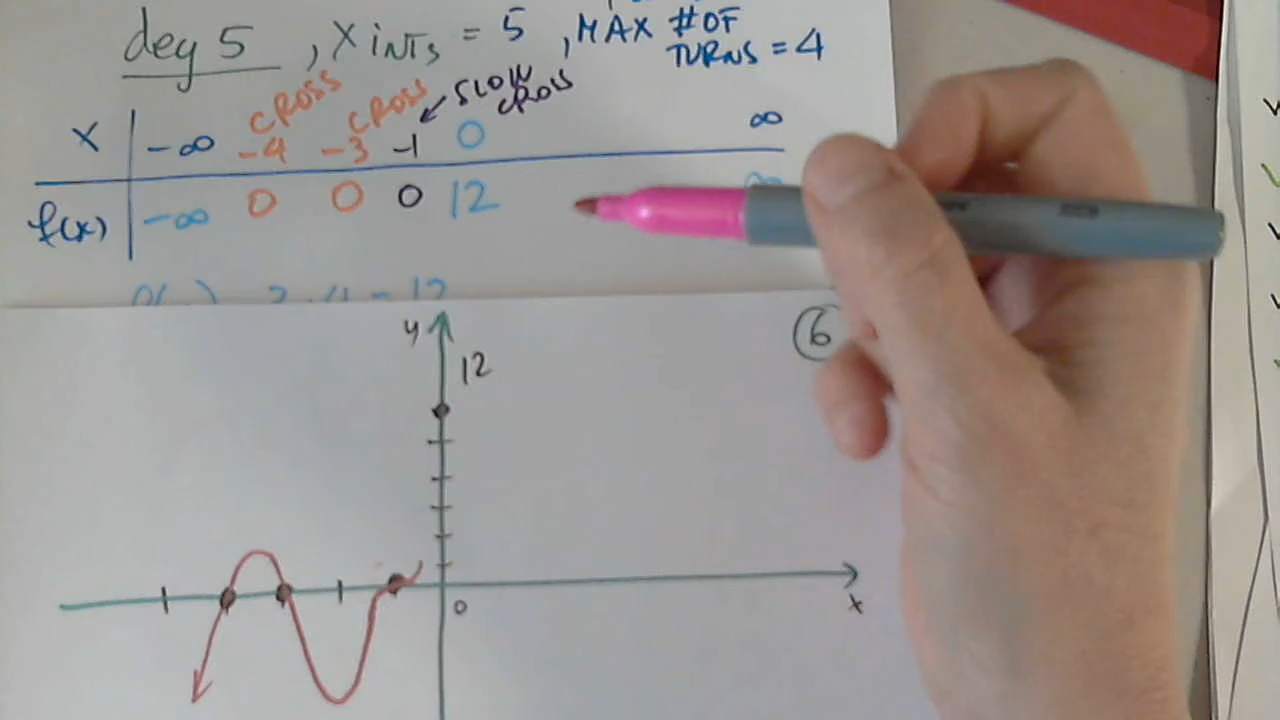 deg 5 , X iNTs = 5 , MAX # OF
TURNS = 4
CROSS CROSS SLOW
CROSS
X -∞ -4 -3 -1 0 ∞
f(x) -∞ 0 0 0 12 ∞
y
12
6
0
x